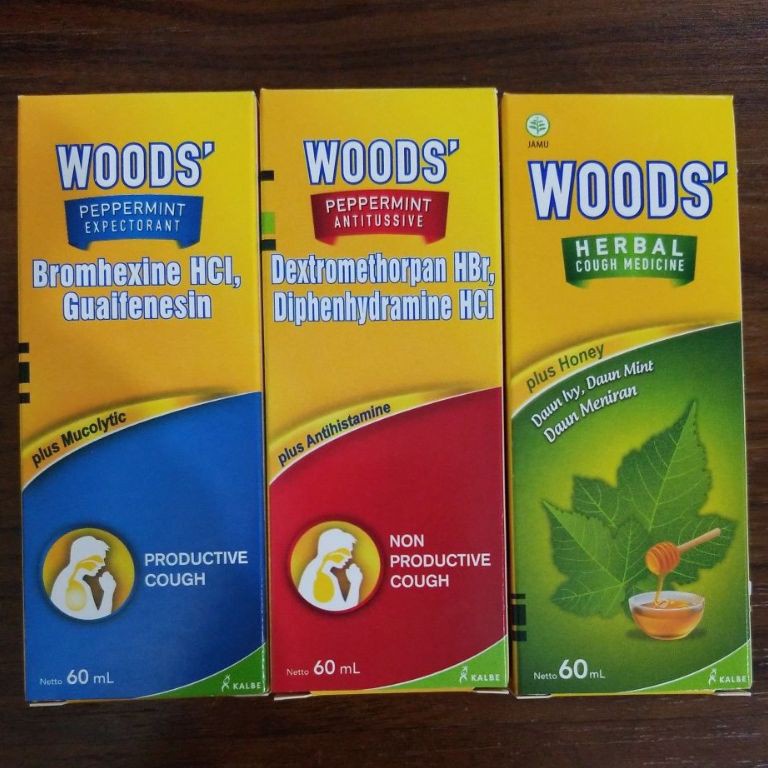 WOODS'
PEPPERMINT
EXPECTORANT
Bromhexine HCl,
Guaifenesin
plus Mucolytic
PRODUCTIVE
COUGH
Netto 60 mL
KALBE
WOODS'
PEPPERMINT
ANTITUSSIVE
Dextromethorpan HBr,
Diphenhydramine HCl
plus Antihistamine
NON
PRODUCTIVE
COUGH
Netto 60 mL
KALBE
JAMU
WOODS'
HERBAL
COUGH MEDICINE
plus Honey
Daun Ivy, Daun Mint
Daun Meniran
Netto 60 mL
KALBE